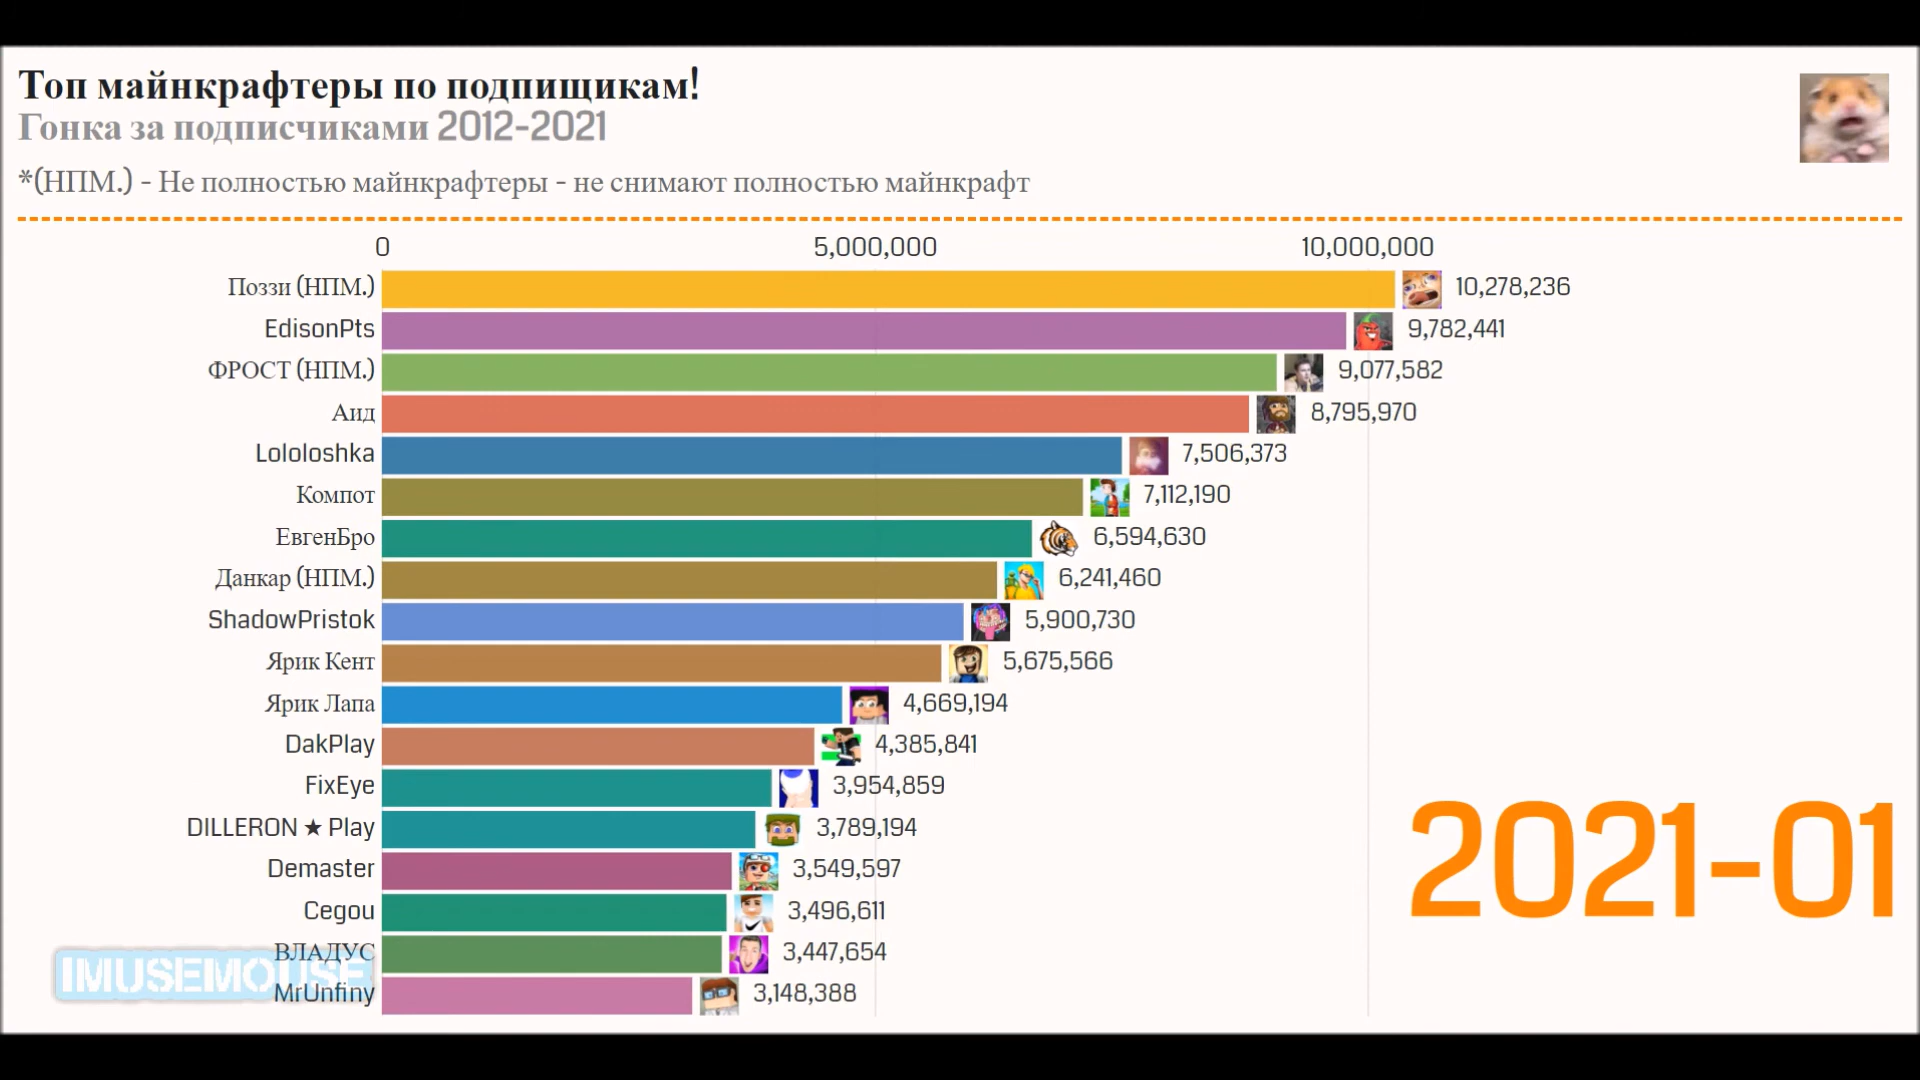 Топ майнкрафтеры по подпищикам!
Гонка за подписчиками 2012-2021
*(НПМ.) - Не полностью майнкрафтеры - не снимают полностью майнкрафт
0 5,000,000 10,000,000
Поззи (НПМ.) 10,278,236
EdisonPts 9,782,441
ФРОСТ (НПМ.) 9,077,582
Аид 8,795,970
Lololoshka 7,506,373
Компот 7,112,190
ЕвгенБро 6,594,630
Данкар (НПМ.) 6,241,460
ShadowPristok 5,900,730
Ярик Кент 5,675,566
Ярик Лапа 4,669,194
DakPlay 4,385,841
FixEye 3,954,859
DILLERON ★ Play 3,789,194
Demaster 3,549,597
Cegou 3,496,611
ВЛАДУС 3,447,654
MrUnfiny 3,148,388
2021-01
IMUSEMOUSE